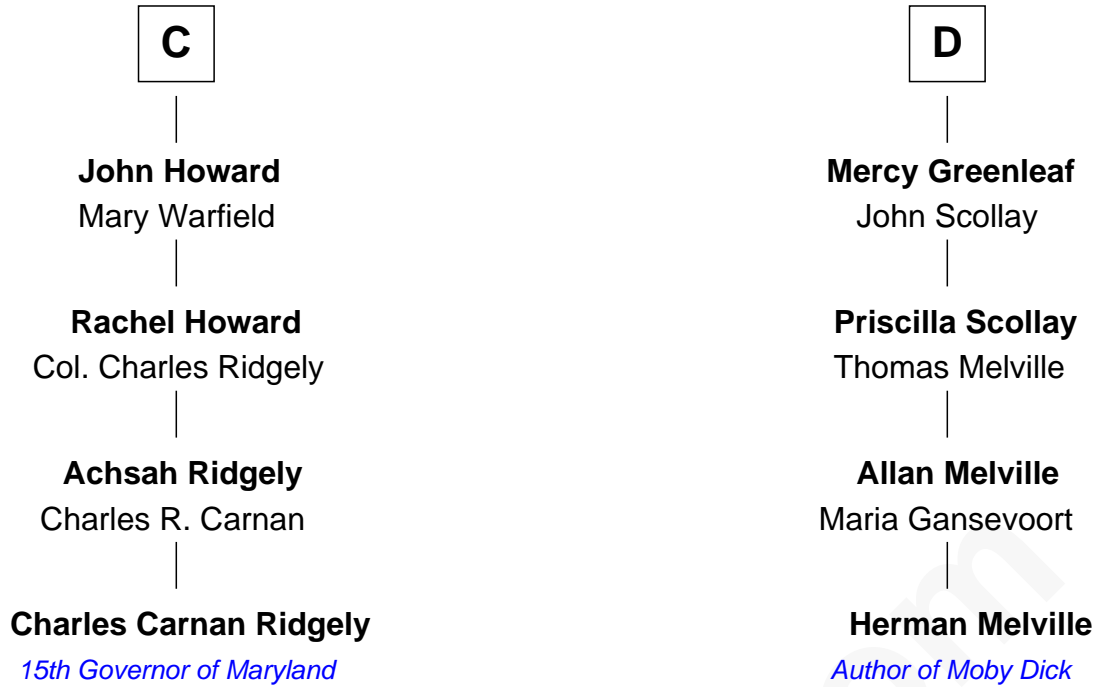 C
John Howard
Mary Warfield
Rachel Howard
Col. Charles Ridgely
Achsah Ridgely
Charles R. Carnan
Charles Carnan Ridgely
15th Governor of Maryland
D
Mercy Greenleaf
John Scollay
Priscilla Scollay
Thomas Melville
Allan Melville
Maria Gansevoort
Herman Melville
Author of Moby Dick